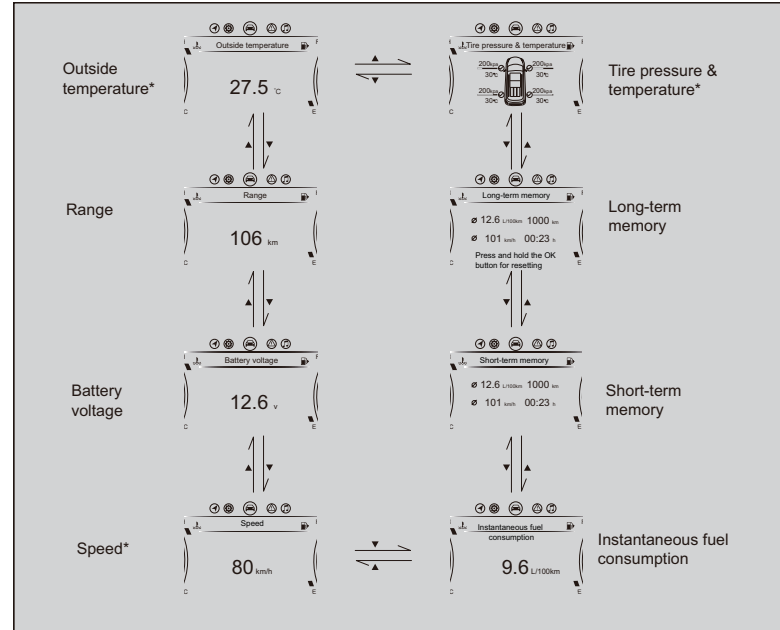 Outside temperature
Tire pressure & temperature
Outside
temperature*
27.5 °C
200kpa 200kpa
30℃ 30℃
200kpa 200kpa
30℃ 30℃
Tire pressure &
temperature*
C E
C E
Range
Range
106 km
C E
Long-term memory
ø 12.6 L/100km 1000 km
ø 101 km/h 00:23 h
Press and hold the OK
button for resetting
Long-term
memory
Battery
voltage
Battery voltage
12.6 v
C E
Short-term memory
ø 12.6 L/100km 1000 km
ø 101 km/h 00:23 h
C E
Short-term
memory
Speed*
Speed
80 km/h
C E
Instantaneous fuel
consumption
9.6 L/100km
C E
Instantaneous fuel
consumption